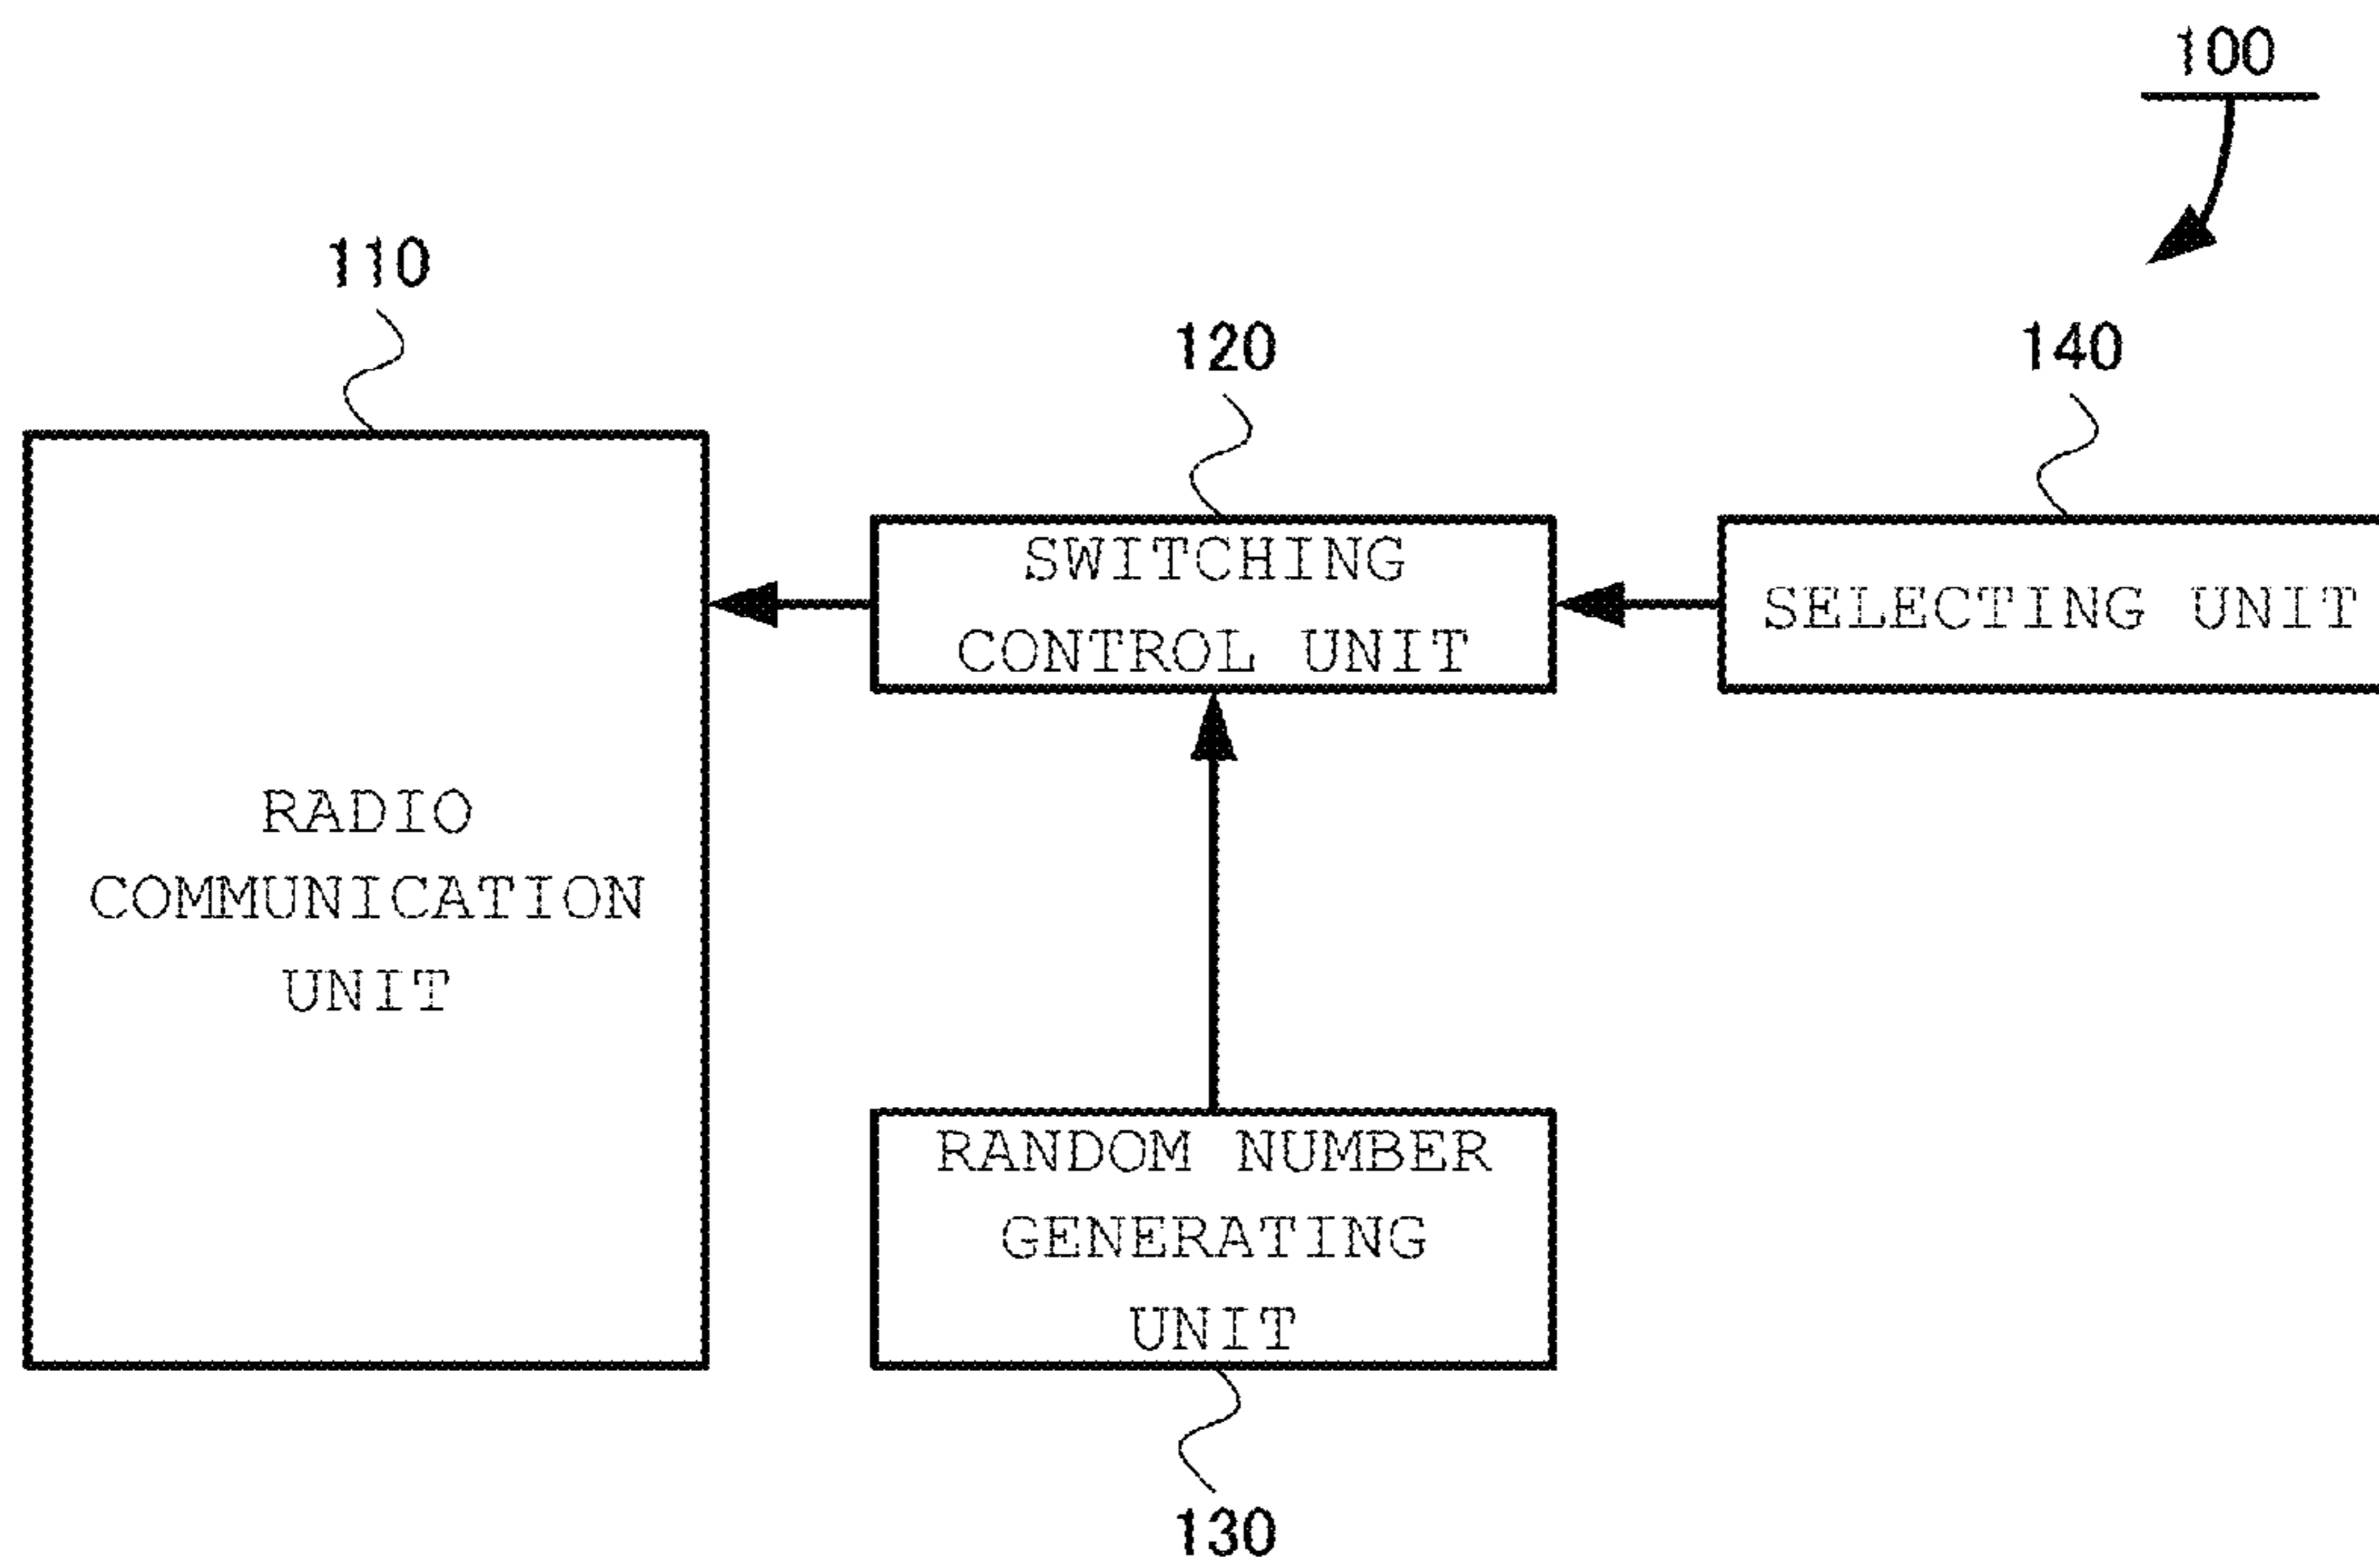 100
110
120
140
SWITCHING
CONTROL UNIT
SELECTING UNIT
RADIO
COMMUNICATION
UNIT
RANDOM NUMBER
GENERATING
UNIT
130